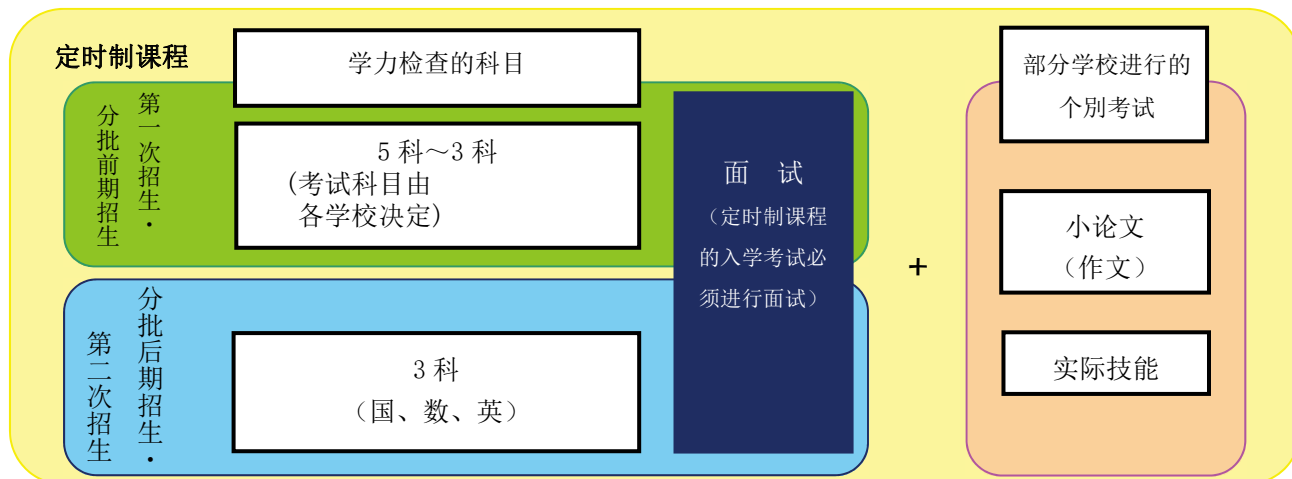 定时制课程
学力检查的科目
第一次招生・
分批前期招生
5科～3科
(考试科目由
各学校决定)
分批后期招生・
第二次招生
3科
（国、数、英）
面 试
（定时制课程
的入学考试必
须进行面试）
+
部分学校进行的
个別考试
小论文
（作文）
实际技能